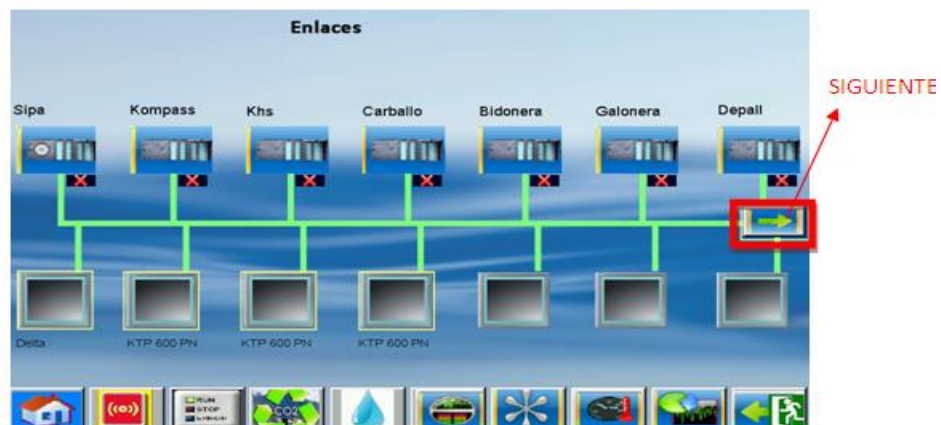 Enlaces
SIGUIENTE
Sipa
Kompass
Khs
Carballo
Bidonera
Galonera
Depall
Delta
KTP 600 PN
KTP 600 PN
KTP 600 PN
RUN
STOP
ERROR
CO2